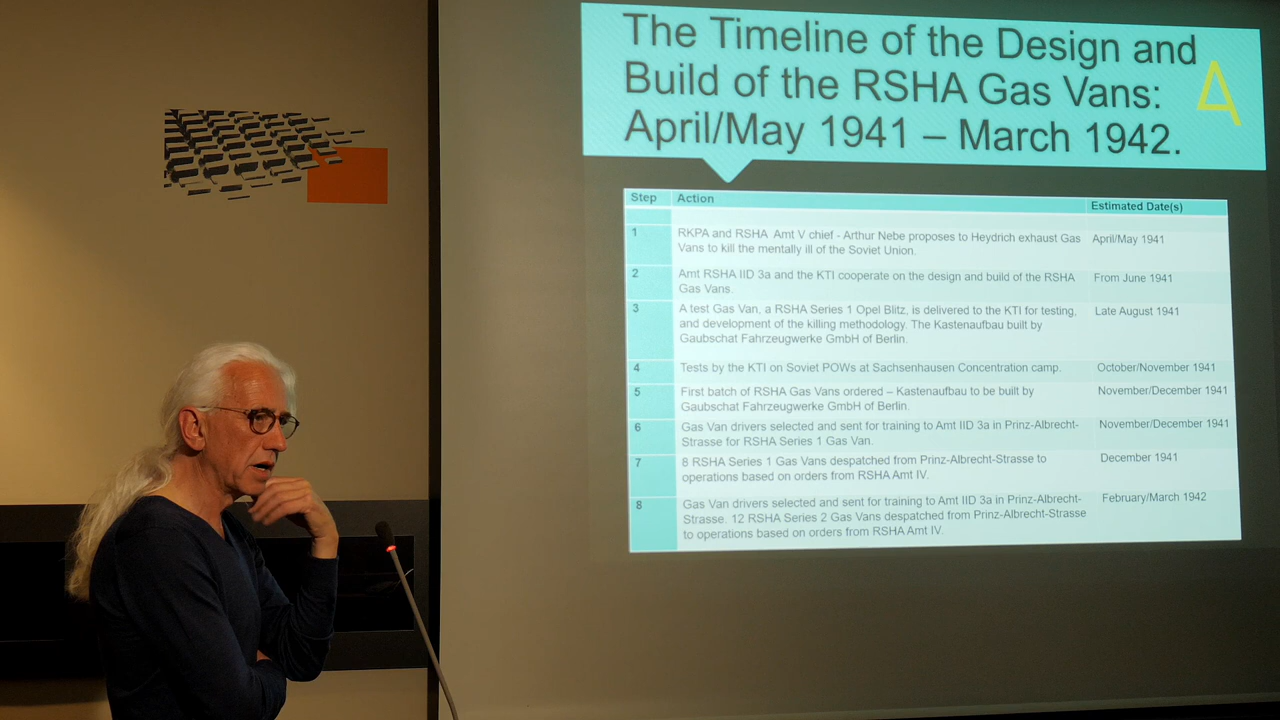 The Timeline of the Design and
Build of the RSHA Gas Vans:
April/May 1941 – March 1942.
Step Action Estimated Date(s)
1 RKPA and RSHA Amt V chief - Arthur Nebe proposes to Heydrich exhaust Gas April/May 1941
Vans to kill the mentally ill of the Soviet Union.
2 Amt RSHA IID 3a and the KTI cooperate on the design and build of the RSHA From June 1941
Gas Vans.
3 A test Gas Van, a RSHA Series 1 Opel Blitz, is delivered to the KTI for testing, Late August 1941
and development of the killing methodology. The Kastenaufbau built by
Gaubschat Fahrzeugwerke GmbH of Berlin.
4 Tests by the KTI on Soviet POWs at Sachsenhausen Concentration camp. October/November 1941
5 First batch of RSHA Gas Vans ordered – Kastenaufbau to be built by November/December 1941
Gaubschat Fahrzeugwerke GmbH of Berlin.
6 Gas Van drivers selected and sent for training to Amt IID 3a in Prinz-Albrecht- November/December 1941
Strasse for RSHA Series 1 Gas Van.
7 8 RSHA Series 1 Gas Vans despatched from Prinz-Albrecht-Strasse to December 1941
operations based on orders from RSHA Amt IV.
8 Gas Van drivers selected and sent for training to Amt IID 3a in Prinz-Albrecht- February/March 1942
Strasse. 12 RSHA Series 2 Gas Vans despatched from Prinz-Albrecht-Strasse
to operations based on orders from RSHA Amt IV.